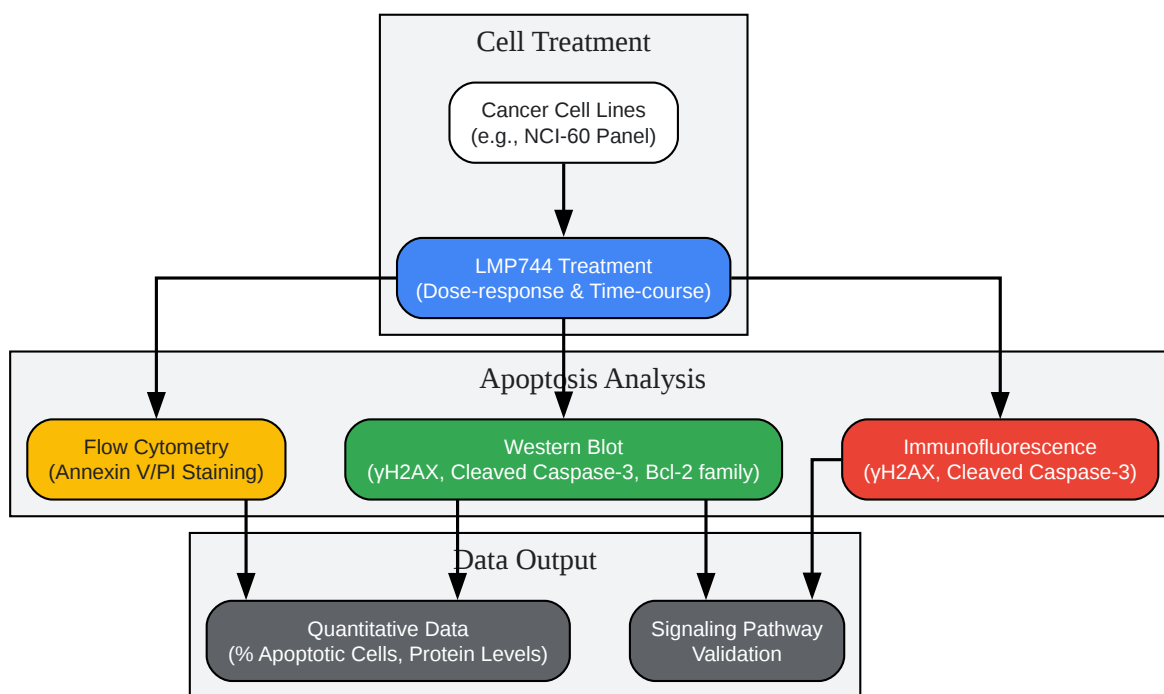 Cell Treatment
Cancer Cell Lines
(e.g., NCI-60 Panel)
LMP744 Treatment
(Dose-response & Time-course)
Apoptosis Analysis
Flow Cytometry
(Annexin V/PI Staining)
Western Blot
(γH2AX, Cleaved Caspase-3, Bcl-2 family)
Immunofluorescence
(γH2AX, Cleaved Caspase-3)
Data Output
Quantitative Data
(% Apoptotic Cells, Protein Levels)
Signaling Pathway
Validation